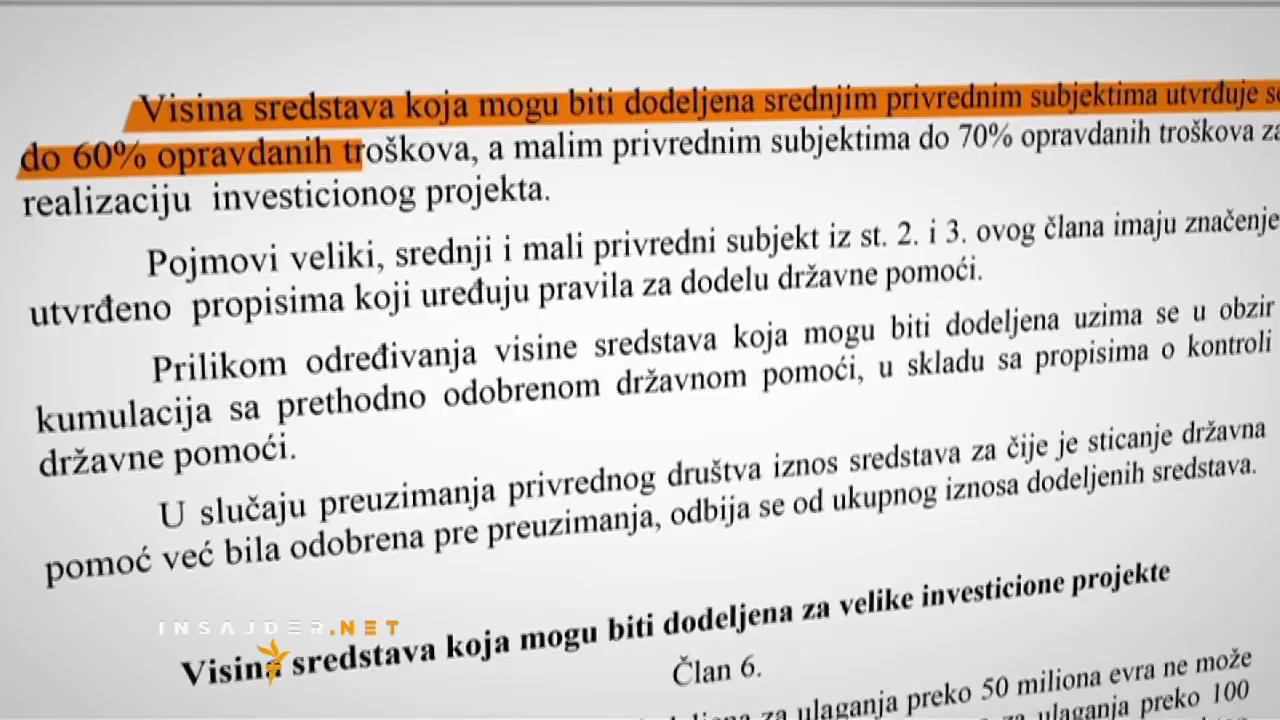 Visina sredstava koja mogu biti dodeljena srednjim privrednim subjektima utvrđuje se
do 60% opravdanih troškova, a malim privrednim subjektima do 70% opravdanih troškova za
realizaciju investicionog projekta.
Pojmovi veliki, srednji i mali privredni subjekt iz st. 2. i 3. ovog člana imaju značenje
utvrđeno propisima koji uređuju pravila za dodelu državne pomoći.
Prilikom određivanja visine sredstava koja mogu biti dodeljena uzima se u obzir
kumulacija sa prethodno odobrenom državnom pomoći, u skladu sa propisima o kontroli
državne pomoći.
U slučaju preuzimanja privrednog društva iznos sredstava za čije je sticanje državna
pomoć već bila odobrena pre preuzimanja, odbija se od ukupnog iznosa dodeljenih sredstava.
INSAJDER.NET
Visina sredstava koja mogu biti dodeljena za velike investicione projekte
Član 6.
za ulaganja preko 50 miliona evra ne može
za ulaganja preko 100